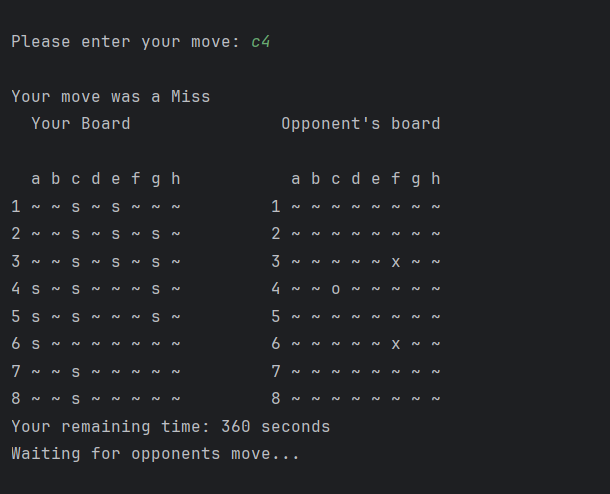 Please enter your move: c4
Your move was a Miss
  Your Board               Opponent's board
  a b c d e f g h           a b c d e f g h
1 ~ ~ s ~ s ~ ~ ~         1 ~ ~ ~ ~ ~ ~ ~ ~
2 ~ ~ s ~ s ~ s ~         2 ~ ~ ~ ~ ~ ~ ~ ~
3 ~ ~ s ~ s ~ s ~         3 ~ ~ ~ ~ ~ x ~ ~
4 s ~ s ~ ~ ~ s ~         4 ~ ~ o ~ ~ ~ ~ ~
5 s ~ s ~ ~ ~ s ~         5 ~ ~ ~ ~ ~ ~ ~ ~
6 s ~ ~ ~ ~ ~ ~ ~         6 ~ ~ ~ ~ ~ x ~ ~
7 ~ ~ s ~ ~ ~ ~ ~         7 ~ ~ ~ ~ ~ ~ ~ ~
8 ~ ~ s ~ ~ ~ ~ ~         8 ~ ~ ~ ~ ~ ~ ~ ~
Your remaining time: 360 seconds
Waiting for opponents move...